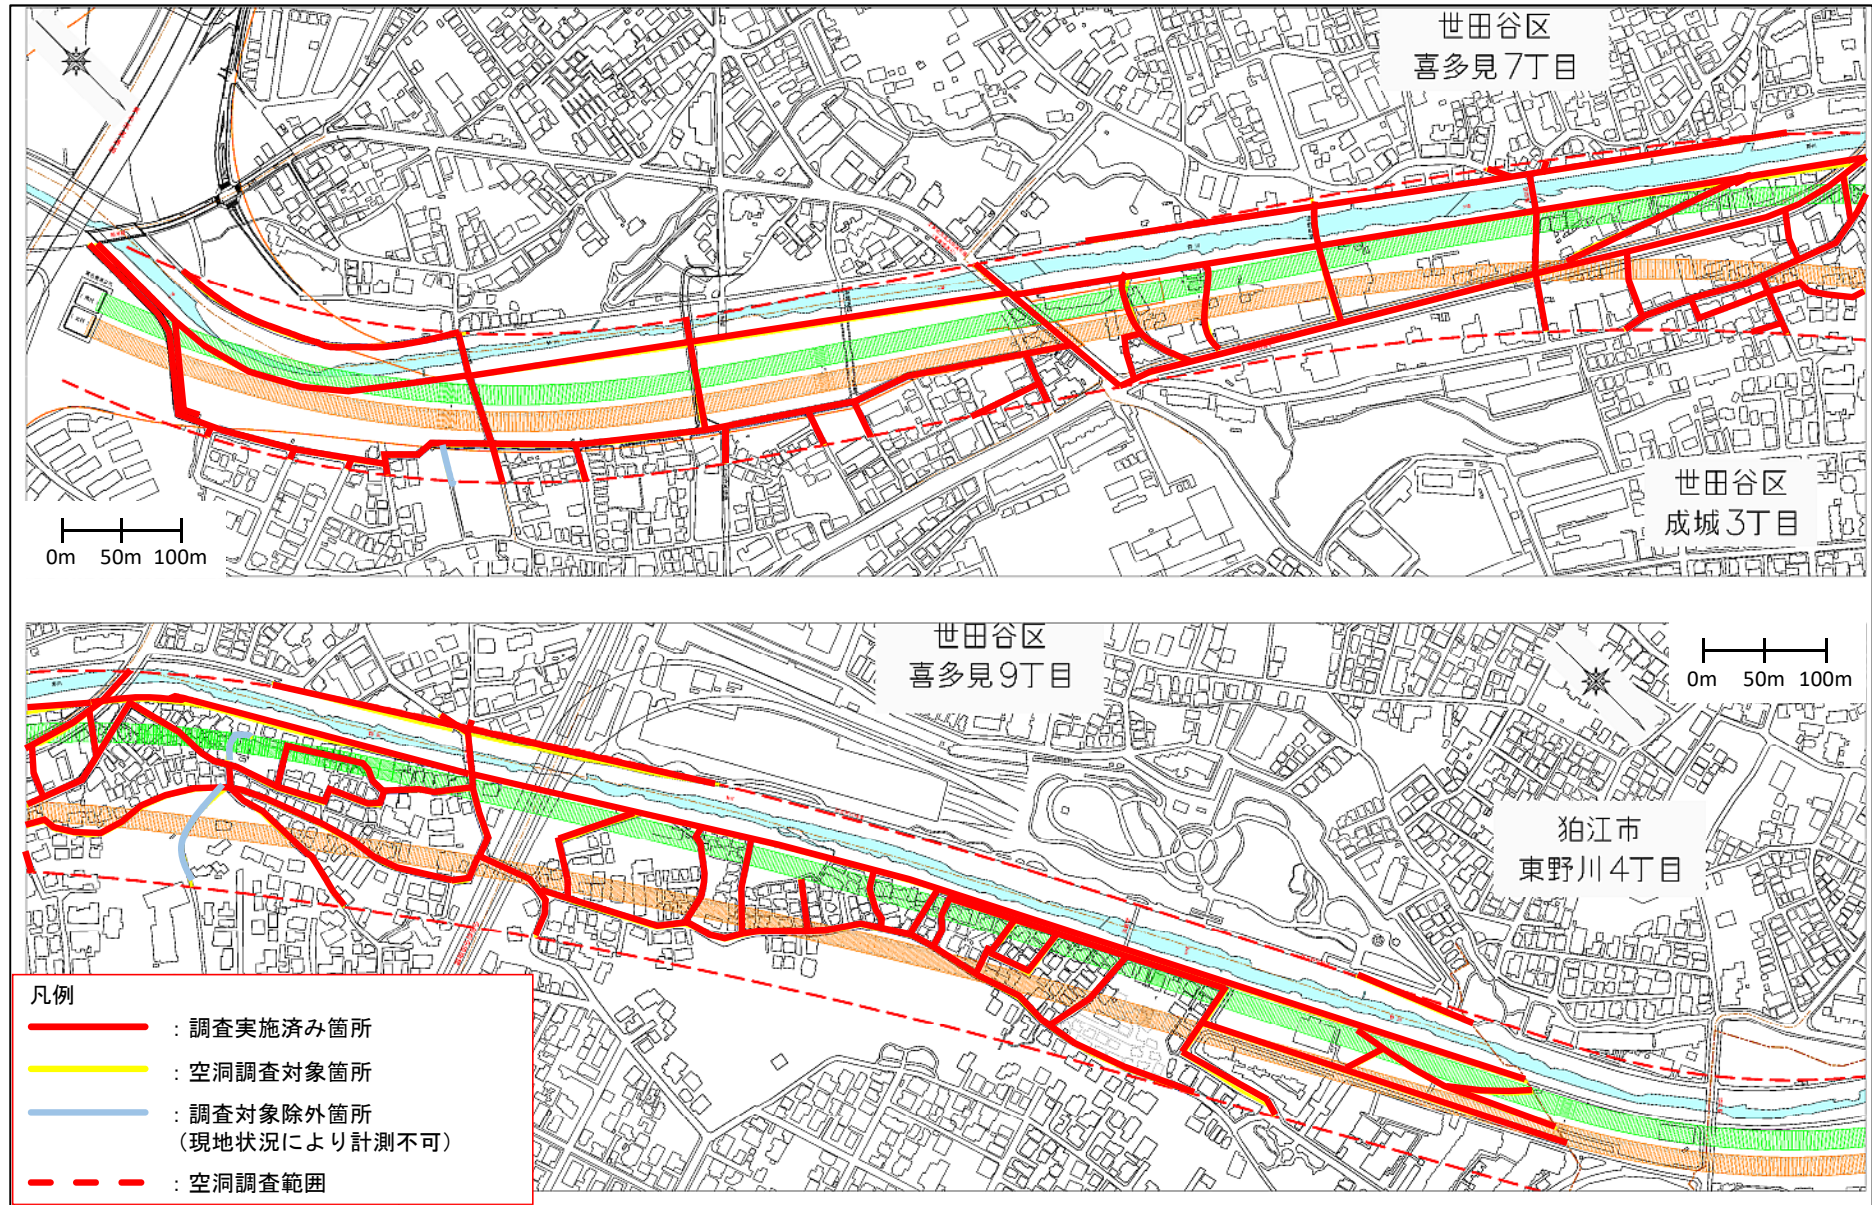 世田谷区
喜多見7丁目
世田谷区
成城3丁目
0m 50m 100m
世田谷区
喜多見9丁目
0m 50m 100m
狛江市
東野川4丁目
凡例
：調査実施済み箇所
：空洞調査対象箇所
：調査対象除外箇所
（現地状況により計測不可）
：空洞調査範囲